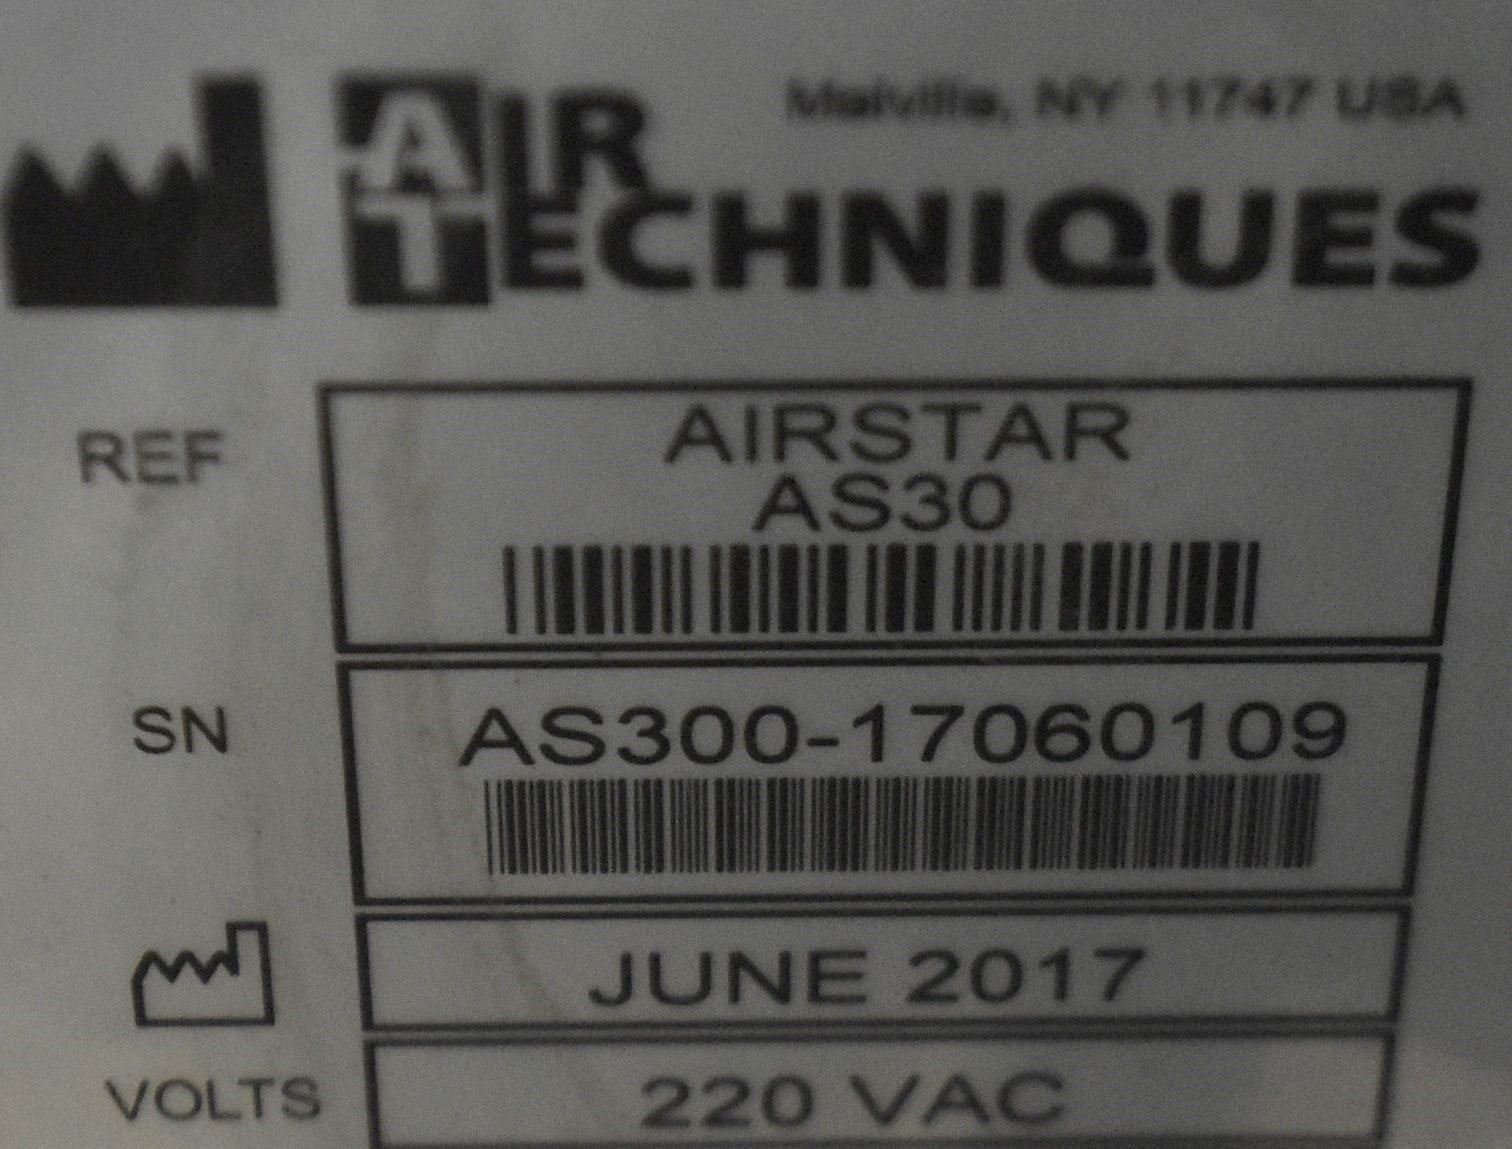 Melville, NY 11747 USA
AIR
TECHNIQUES
REF
AIRSTAR
AS30
SN
AS300-17060109
JUNE 2017
VOLTS
220 VAC